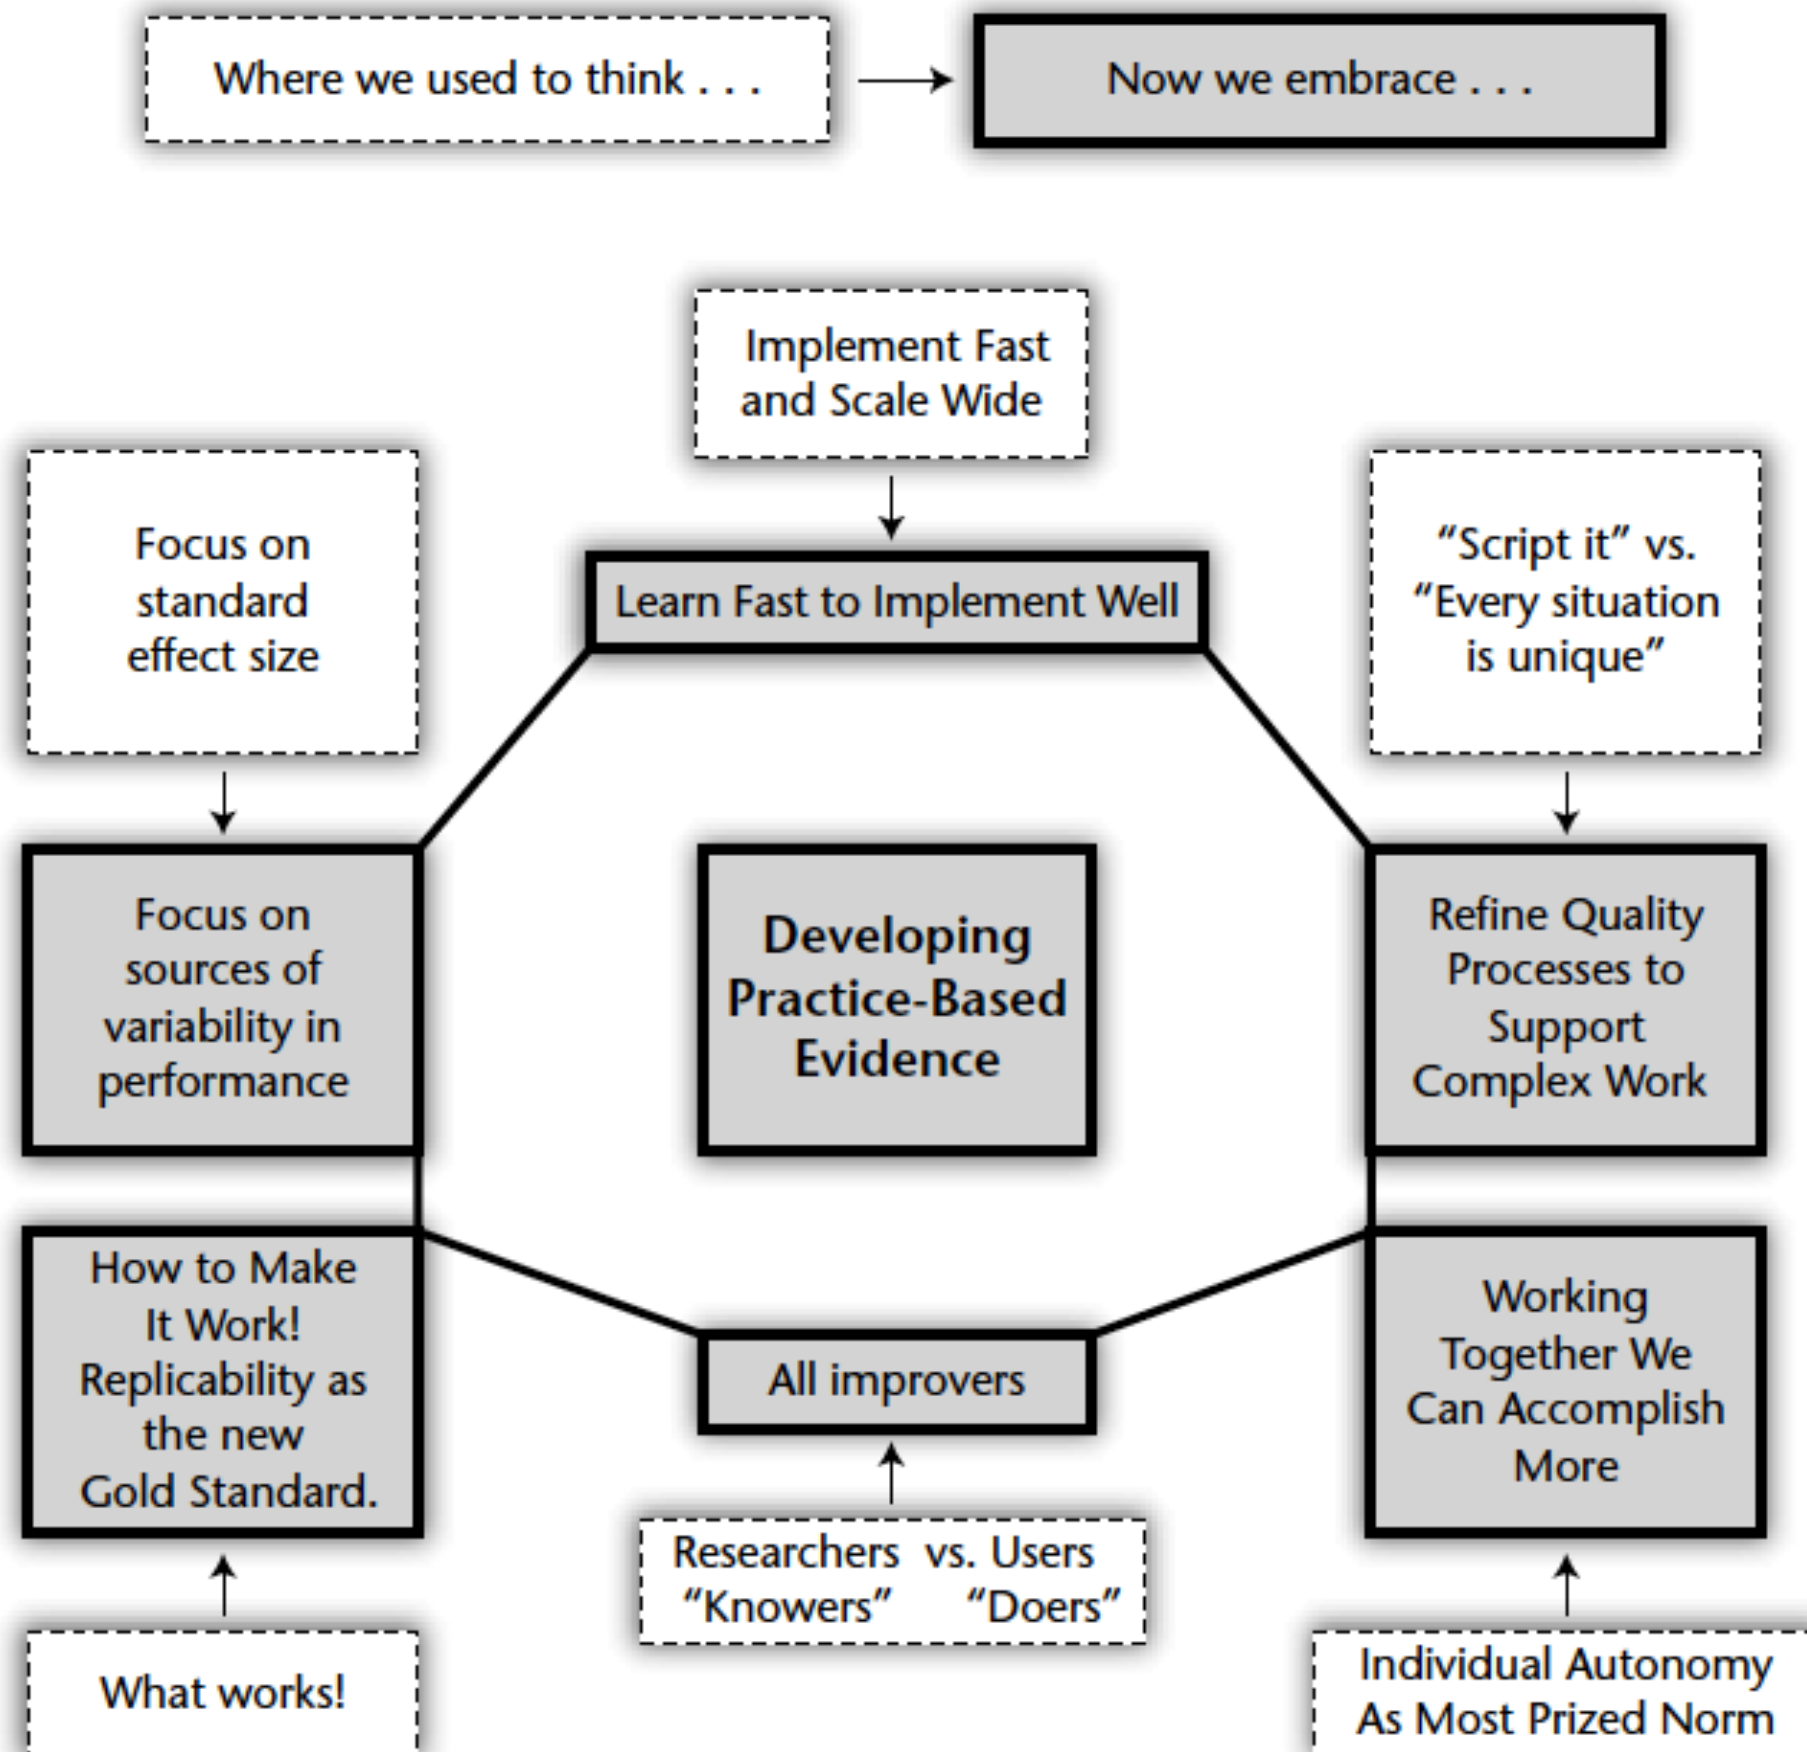 Where we used to think . . .
Now we embrace . . .
Implement Fast
and Scale Wide
Focus on
standard
effect size
“Script it” vs.
“Every situation
is unique”
Learn Fast to Implement Well
Focus on
sources of
variability in
performance
Developing
Practice-Based
Evidence
Refine Quality
Processes to
Support
Complex Work
How to Make
It Work!
Replicability as
the new
Gold Standard.
All improvers
Working
Together We
Can Accomplish
More
Researchers vs. Users
“Knowers” “Doers”
What works!
Individual Autonomy
As Most Prized Norm